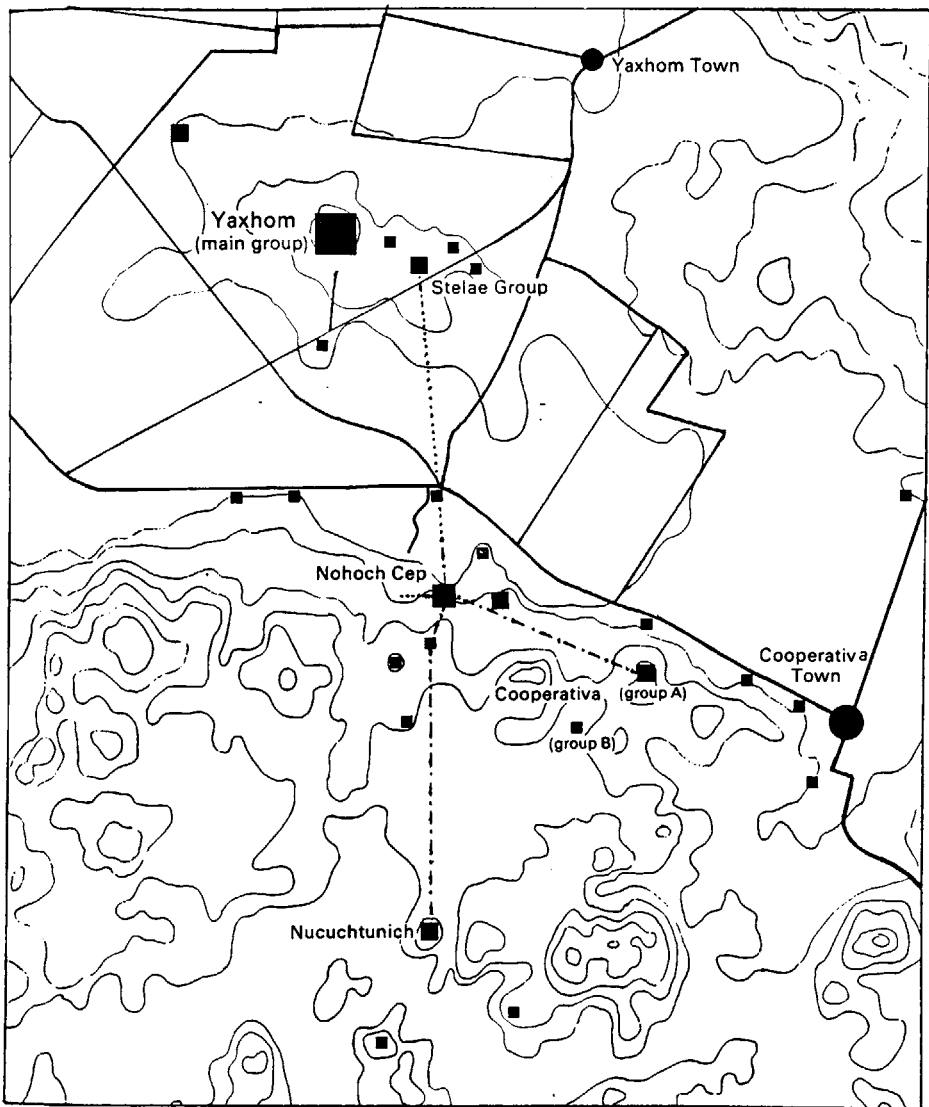 Yaxhom Town
Yaxhom
(main group)
Stelae Group
Nohoch Cep
Cooperativa
Town
Cooperativa
(group A)
(group B)
Nucuchtunich